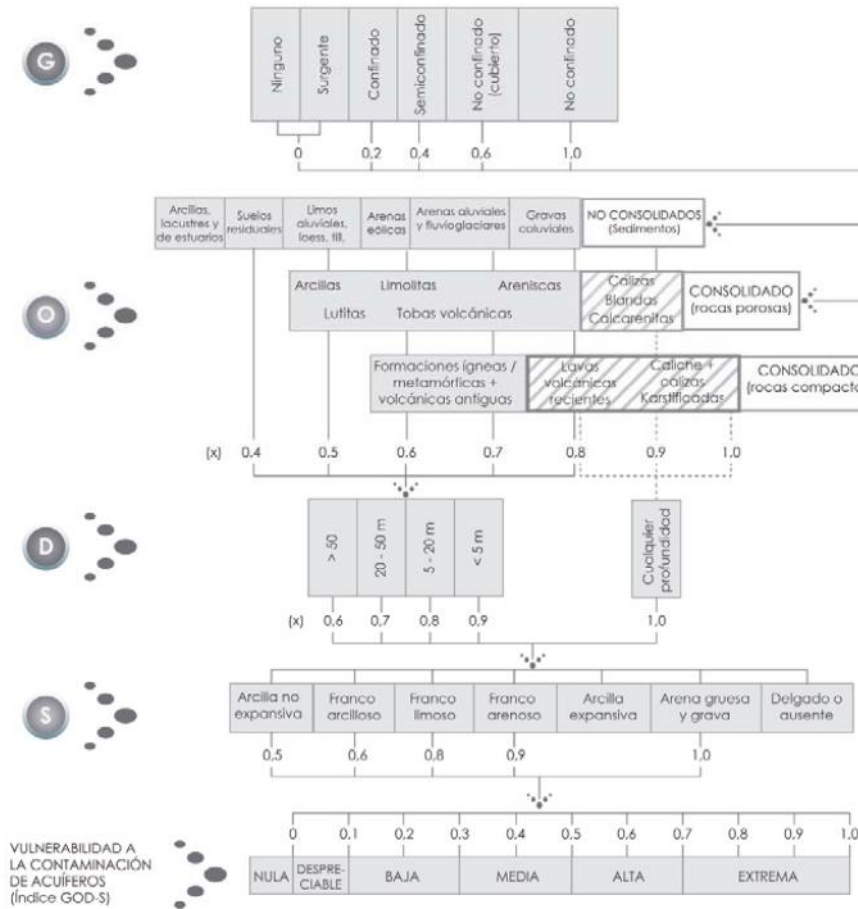 G
Ninguno
Surgente
Confinado
Semiconfinado
No confinado
(cubierto)
No confinado
0
0,2
0,4
0,6
1,0
Arcillas,
lacustres y
de estuarios
Suelos
residuales
Limos
aluviales,
loess, till,
Arenas
eólicas
Arenas aluviales
y fluvioglaciares
Gravas
coluviales
NO CONSOLIDADOS
(Sedimentos)
O
Arcillas
Limolitas
Areniscas
Lutitas
Tobas volcánicas
Calizas
Blandas
Calcarenitas
CONSOLIDADO
(rocas porosas)
Formaciones ígneas /
metamórficas +
volcánicas antiguas
Lavas
volcánicas
recientes
Caliche +
calizas
Karstificadas
CONSOLIDADO
(rocas compacta
(x)
0.4
0.5
0.6
0.7
0.8
0.9
1.0
D
> 50
20 - 50 m
5 - 20 m
< 5 m
Cualquier
profundidad
(x)
0,6
0,7
0,8
0,9
1,0
S
Arcilla no
expansiva
Franco
arcilloso
Franco
limoso
Franco
arenoso
Arcilla
expansiva
Arena gruesa
y grava
Delgado o
ausente
0,5
0,6
0,8
0,9
1,0
VULNERABILIDAD A
LA CONTAMINACIÓN
DE ACUÍFEROS
(Índice GOD-S)
0
0.1
0.2
0.3
0.4
0.5
0.6
0.7
0.8
0.9
1.0
NULA
DESPRE-
CIABLE
BAJA
MEDIA
ALTA
EXTREMA